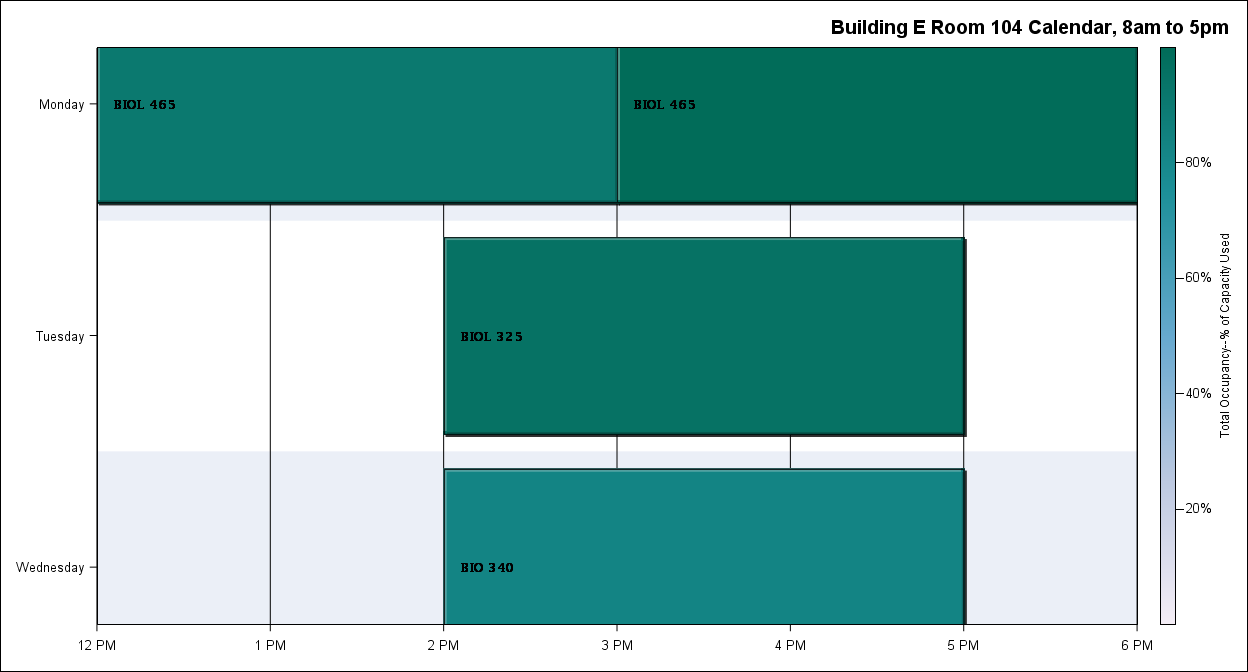 Building E Room 104 Calendar, 8am to 5pm
Monday
BIOL 465
BIOL 465
80%
Tuesday
BIOL 325
60%
40%
Total Occupancy--% of Capacity Used
Wednesday
BIO 340
20%
12 PM
1 PM
2 PM
3 PM
4 PM
5 PM
6 PM